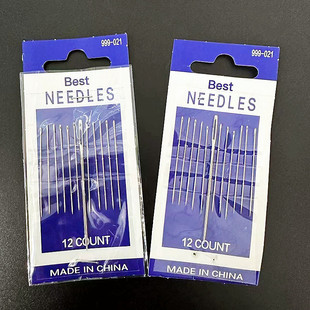 999-021
Best
NEEDLES
12 COUNT
MADE IN CHINA
999-021
Best
NEEDLES
12 COUNT
MADE IN CHINA